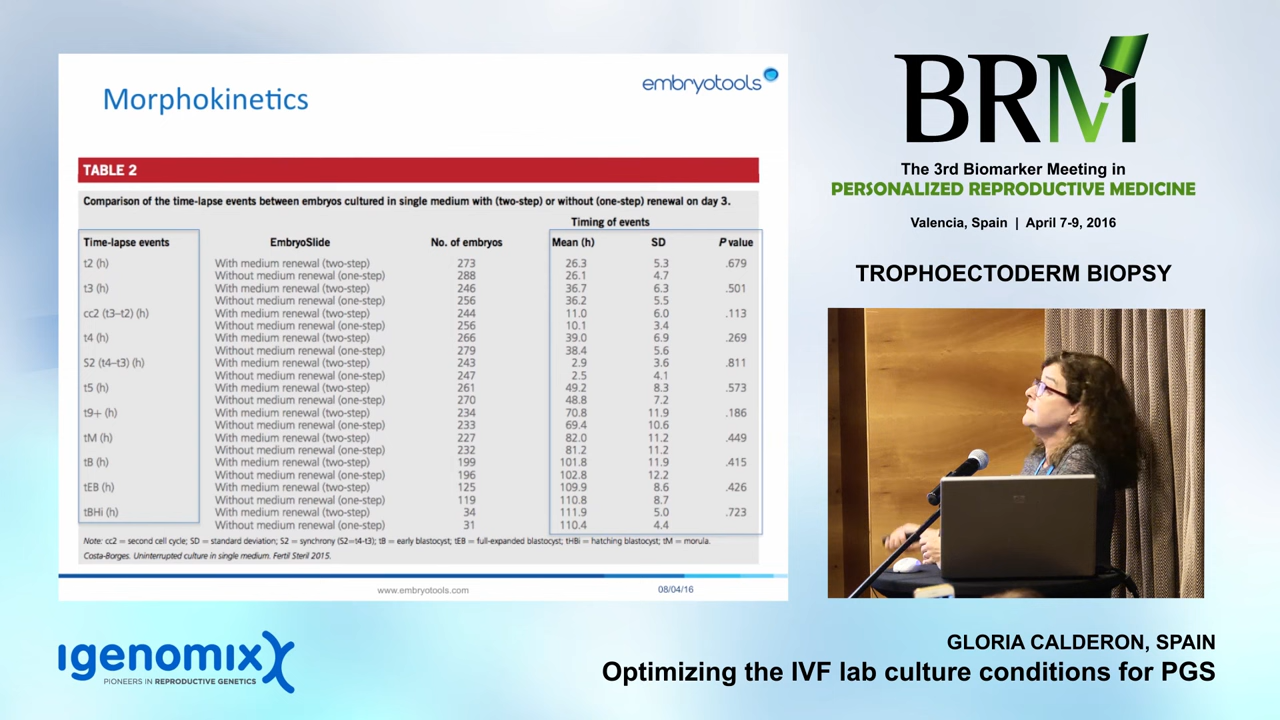 Morphokinetics
embryotools
TABLE 2
Comparison of the time-lapse events between embryos cultured in single medium with (two-step) or without (one-step) renewal on day 3.
Timing of events
Time-lapse events EmbryoSlide No. of embryos Mean (h) SD P value
t2 (h) With medium renewal (two-step) 273 26.3 5.3 .679
Without medium renewal (one-step) 288 26.1 4.7
t3 (h) With medium renewal (two-step) 246 36.7 6.3 .501
Without medium renewal (one-step) 256 36.2 5.5
cc2 (t3–t2) (h) With medium renewal (two-step) 244 11.0 6.0 .113
Without medium renewal (one-step) 256 10.1 3.4
t4 (h) With medium renewal (two-step) 266 39.0 6.9 .269
Without medium renewal (one-step) 279 38.4 5.6
S2 (t4–t3) (h) With medium renewal (two-step) 243 2.9 3.6 .811
Without medium renewal (one-step) 247 2.5 4.1
t5 (h) With medium renewal (two-step) 261 49.2 8.3 .573
Without medium renewal (one-step) 270 48.8 7.2
t9+ (h) With medium renewal (two-step) 234 70.8 11.9 .186
Without medium renewal (one-step) 233 69.4 10.6
tM (h) With medium renewal (two-step) 227 82.0 11.2 .449
Without medium renewal (one-step) 232 81.2 11.2
tB (h) With medium renewal (two-step) 199 101.8 11.9 .415
Without medium renewal (one-step) 196 102.8 12.2
tEB (h) With medium renewal (two-step) 125 109.9 8.6 .426
Without medium renewal (one-step) 119 110.8 8.7
tBHi (h) With medium renewal (two-step) 34 111.9 5.0 .723
Without medium renewal (one-step) 31 110.4 4.4
Note: cc2 = second cell cycle; SD = standard deviation; S2 = synchrony (S2=t4-t3); tB = early blastocyst; tEB = full-expanded blastocyst; tHBi = hatching blastocyst; tM = morula.
Costa-Borges. Uninterrupted culture in single medium. Fertil Steril 2015.
www.embryotools.com 08/04/16
BRM
The 3rd Biomarker Meeting in
PERSONALIZED REPRODUCTIVE MEDICINE
Valencia, Spain | April 7-9, 2016
TROPHOECTODERM BIOPSY
igenomix
PIONEERS IN REPRODUCTIVE GENETICS
GLORIA CALDERON, SPAIN
Optimizing the IVF lab culture conditions for PGS